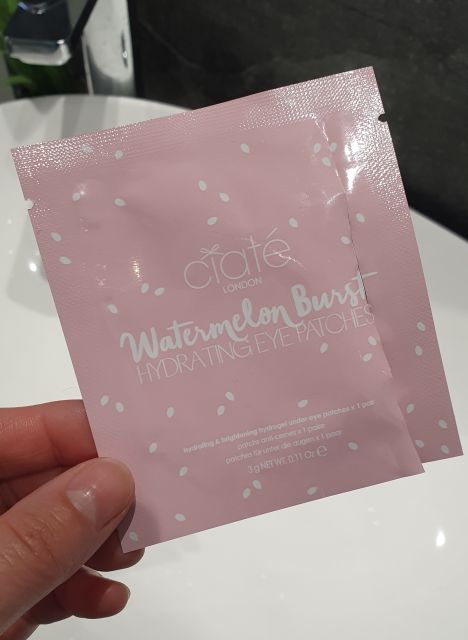 ciaté
LONDON
Watermelon Burst
HYDRATING EYE PATCHES
hydrating & brightening hydrogel under eye patches x 1 pair
patchs anti-cernes x 1 paire
patches für unter die augen x 1 paar
3 g NET WT. 0.11 Oz ℮